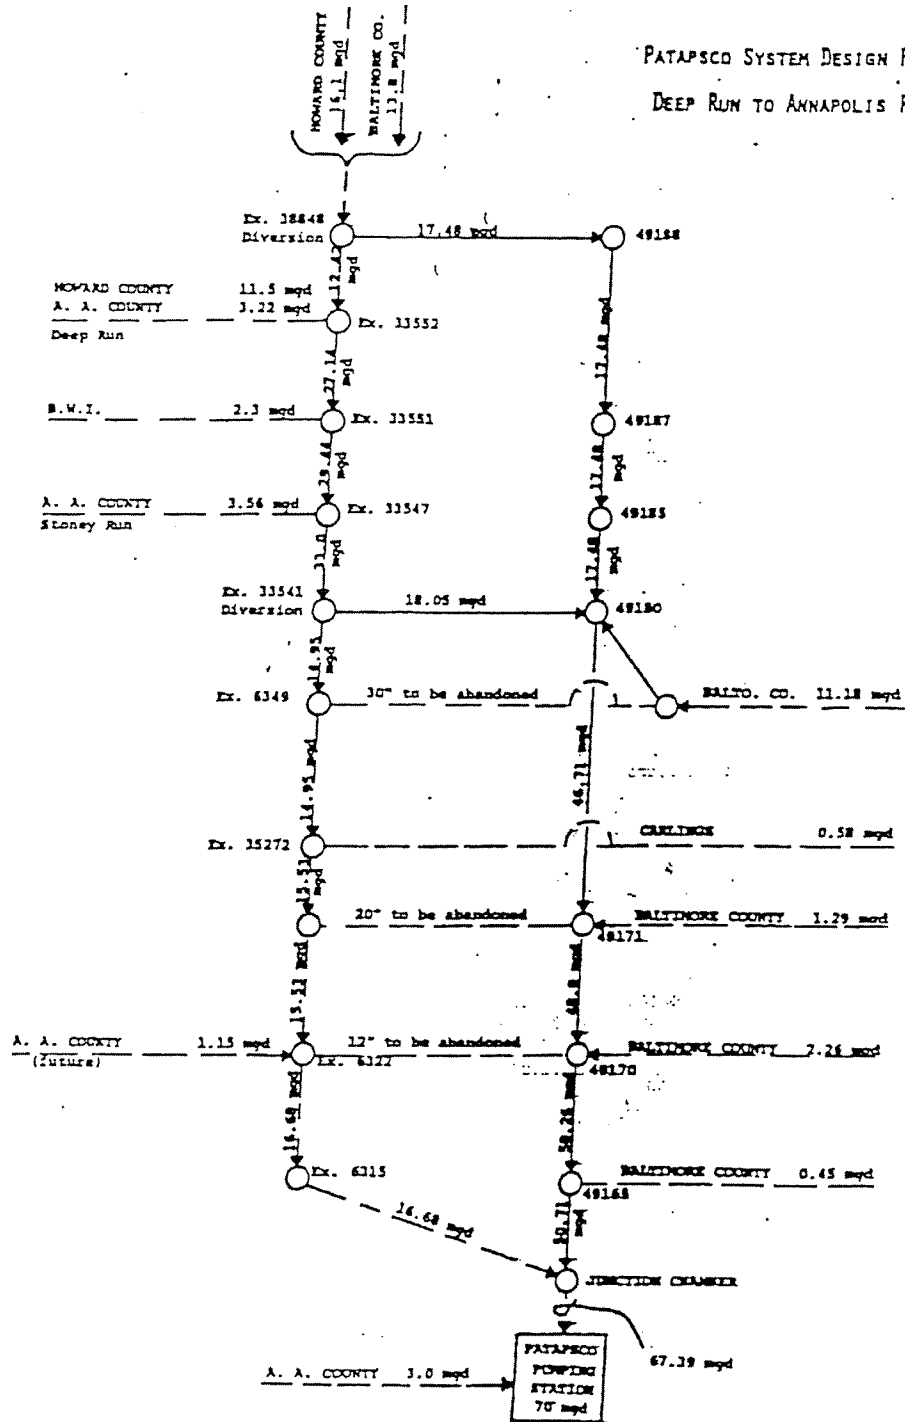 PATAPSCO SYSTEM DESIGN F
DEEP RUN TO ANNAPOLIS R
HOWARD COUNTY
16.1 mgd
BALTIMORE CO.
13.8 mgd
Ex. 38848
Diversion
17.48 mgd
49188
12.42
mgd
HOWARD COUNTY 11.5 mgd
A. A. COUNTY 3.22 mgd
Deep Run
Ex. 33552
17.48 mgd
27.14
mgd
B.W.I. 2.3 mgd
Ex. 33551
49187
29.44
mgd
17.48
mgd
A. A. COUNTY 3.56 mgd
Stoney Run
Ex. 33547
49185
33.0
mgd
17.48
mgd
Ex. 33541
Diversion
18.05 mgd
49180
14.95
mgd
Ex. 6349
30" to be abandoned
BALTO. CO. 11.18 mgd
14.95 mgd
46.71 mgd
Ex. 35272
CARLINGS 0.58 mgd
15.53
mgd
20" to be abandoned
BALTIMORE COUNTY 1.29 mgd
49171
15.53 mgd
48.0 mgd
A. A. COUNTY 1.15 mgd
(future)
12" to be abandoned
Ex. 6322
BALTIMORE COUNTY 2.26 mgd
49170
16.68 mgd
50.26 mgd
Ex. 6315
BALTIMORE COUNTY 0.45 mgd
49168
16.68 mgd
50.71
mgd
JUNCTION CHAMBER
67.39 mgd
A. A. COUNTY 3.0 mgd
PATAPSCO
PUMPING
STATION
70 mgd